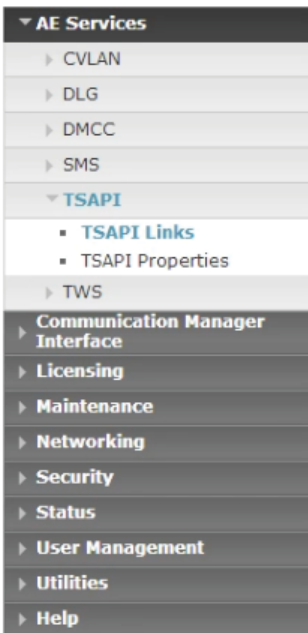 AE Services
CVLAN
DLG
DMCC
SMS
TSAPI
TSAPI Links
TSAPI Properties
TWS
Communication Manager
Interface
Licensing
Maintenance
Networking
Security
Status
User Management
Utilities
Help